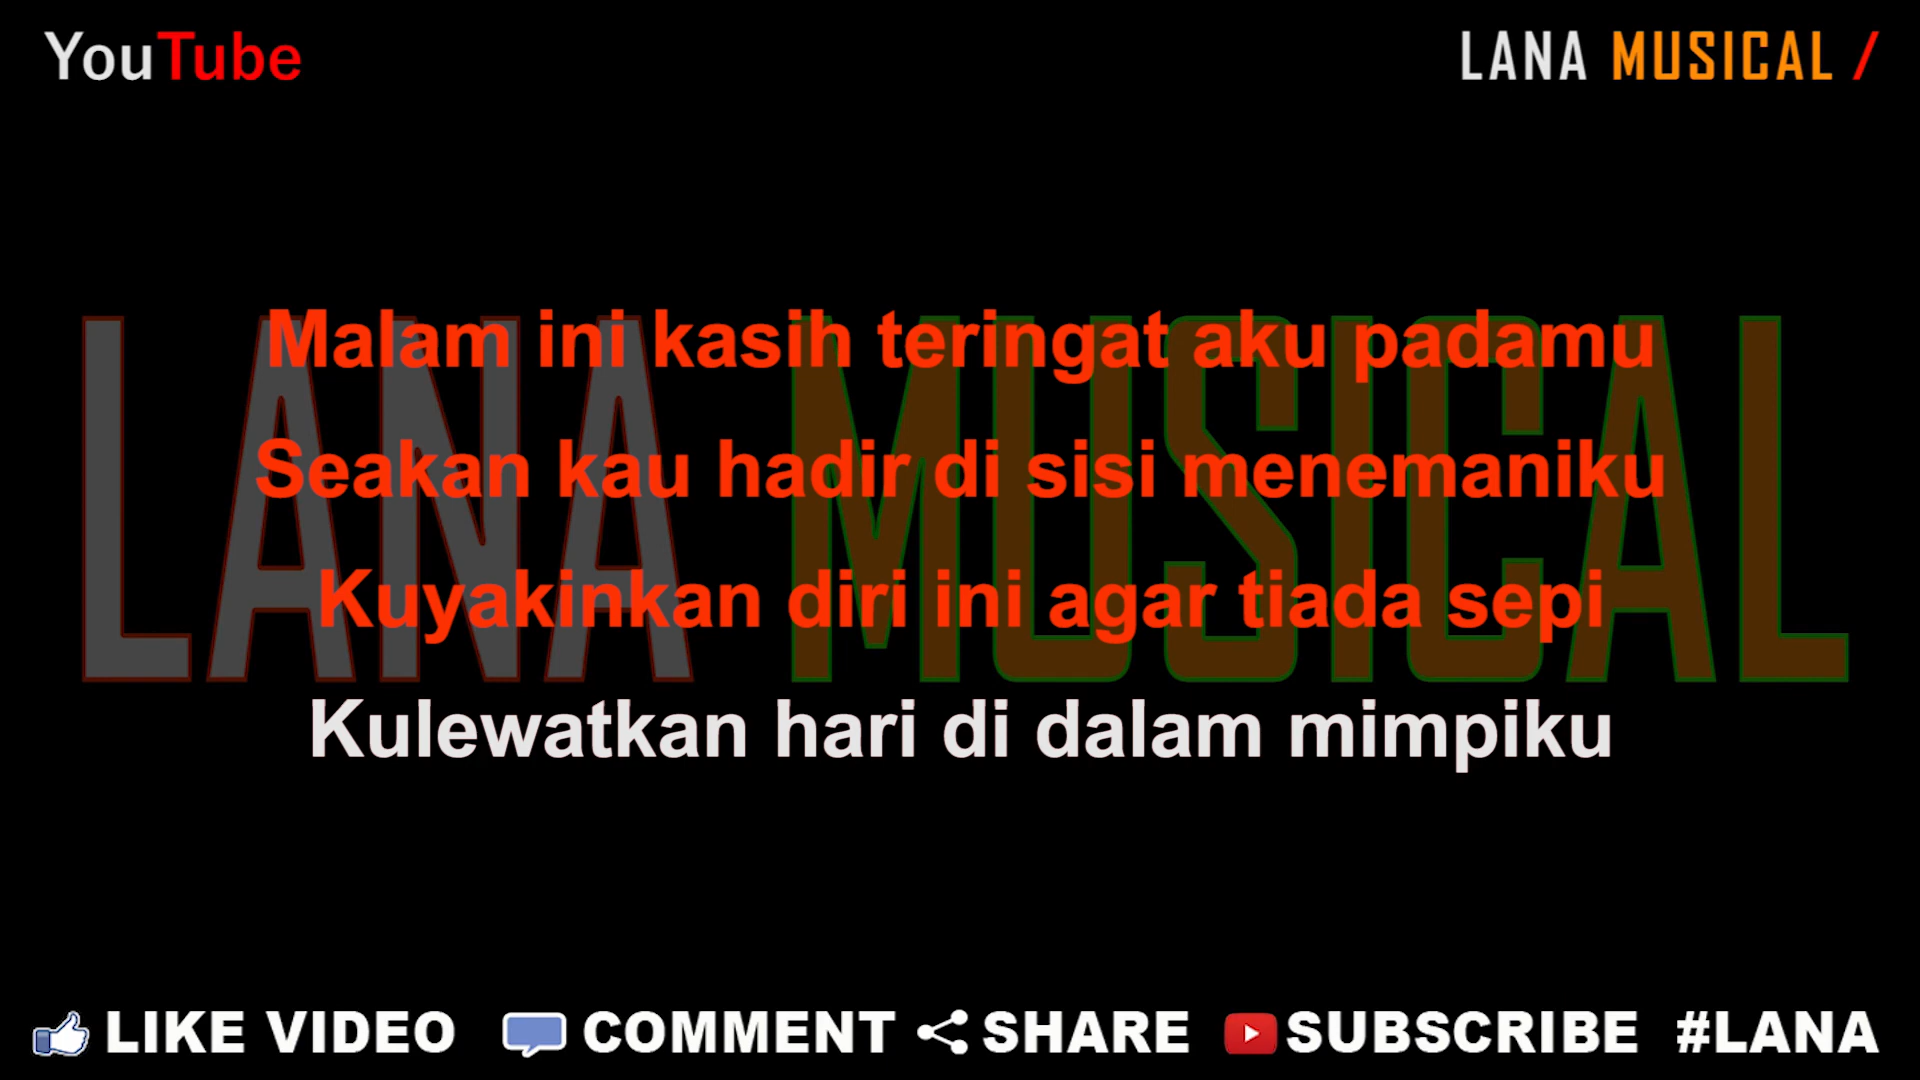 YouTube
LANA MUSICAL /
LANA MUSICAL
Malam ini kasih teringat aku padamu
Seakan kau hadir di sisi menemaniku
Kuyakinkan diri ini agar tiada sepi
Kulewatkan hari di dalam mimpiku
LIKE VIDEO COMMENT SHARE SUBSCRIBE #LANA